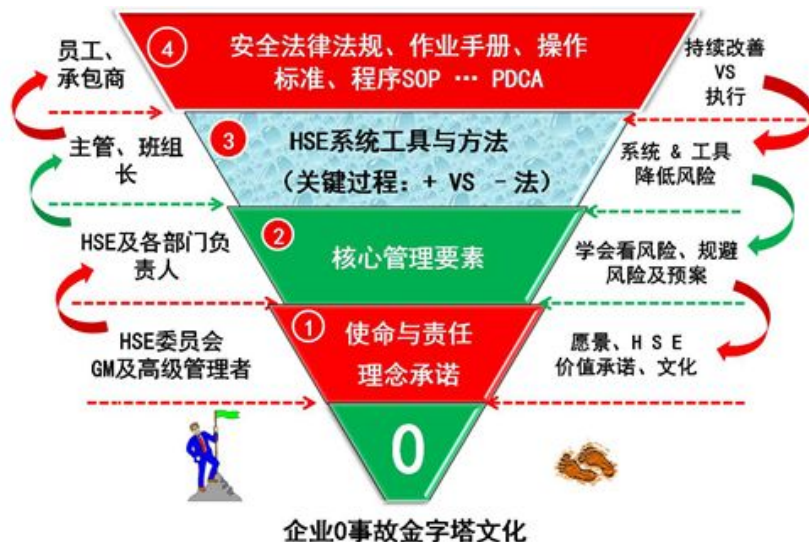 员工、
承包商
④
安全法律法规、作业手册、操作
标准、程序SOP … PDCA
持续改善
VS
执行
主管、班组
长
③
HSE系统工具与方法
（关键过程：+ VS －法）
系统 & 工具
降低风险
HSE及各部门负
责人
②
核心管理要素
学会看风险、规避
风险及预案
HSE委员会
GM及高级管理者
①
使命与责任
理念承诺
愿景、H S E
价值承诺、文化
0
企业0事故金字塔文化